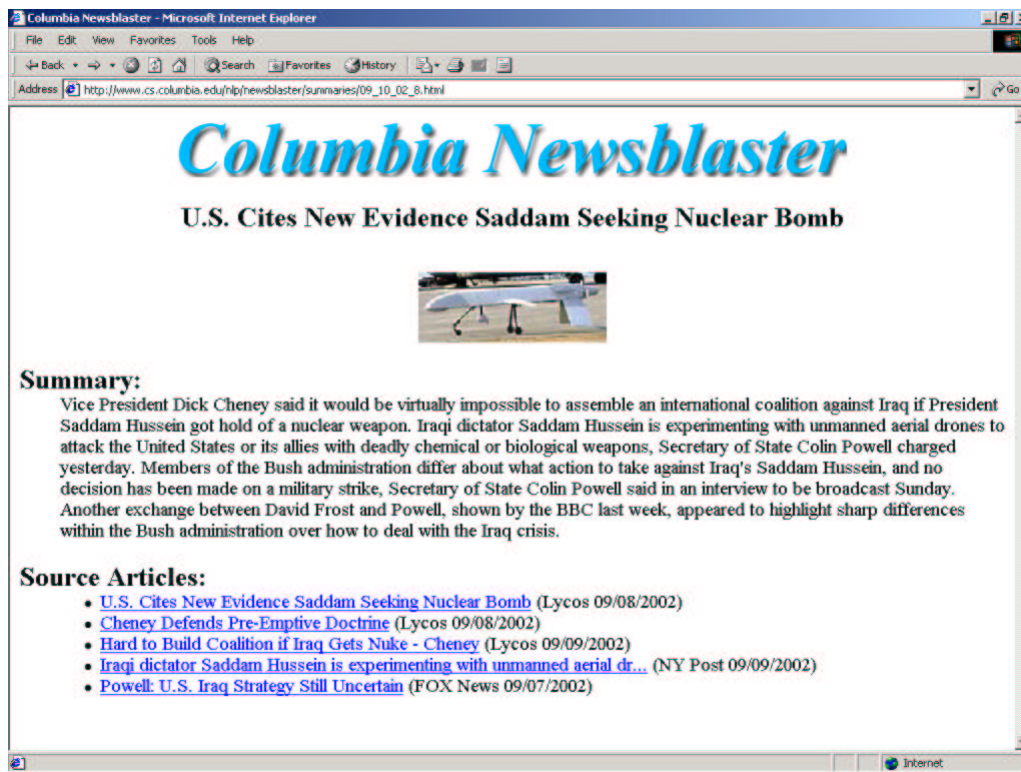 Columbia Newsblaster - Microsoft Internet Explorer
File Edit View Favorites Tools Help
Back Search Favorites History
Address http://www.cs.columbia.edu/nlp/newsblaster/summaries/09_10_02_8.html Go
Columbia Newsblaster
U.S. Cites New Evidence Saddam Seeking Nuclear Bomb
Summary:
Vice President Dick Cheney said it would be virtually impossible to assemble an international coalition against Iraq if President
Saddam Hussein got hold of a nuclear weapon. Iraqi dictator Saddam Hussein is experimenting with unmanned aerial drones to
attack the United States or its allies with deadly chemical or biological weapons, Secretary of State Colin Powell charged
yesterday. Members of the Bush administration differ about what action to take against Iraq's Saddam Hussein, and no
decision has been made on a military strike, Secretary of State Colin Powell said in an interview to be broadcast Sunday.
Another exchange between David Frost and Powell, shown by the BBC last week, appeared to highlight sharp differences
within the Bush administration over how to deal with the Iraq crisis.
Source Articles:
• U.S. Cites New Evidence Saddam Seeking Nuclear Bomb (Lycos 09/08/2002)
• Cheney Defends Pre-Emptive Doctrine (Lycos 09/08/2002)
• Hard to Build Coalition if Iraq Gets Nuke - Cheney (Lycos 09/09/2002)
• Iraqi dictator Saddam Hussein is experimenting with unmanned aerial dr... (NY Post 09/09/2002)
• Powell: U.S. Iraq Strategy Still Uncertain (FOX News 09/07/2002)
Internet